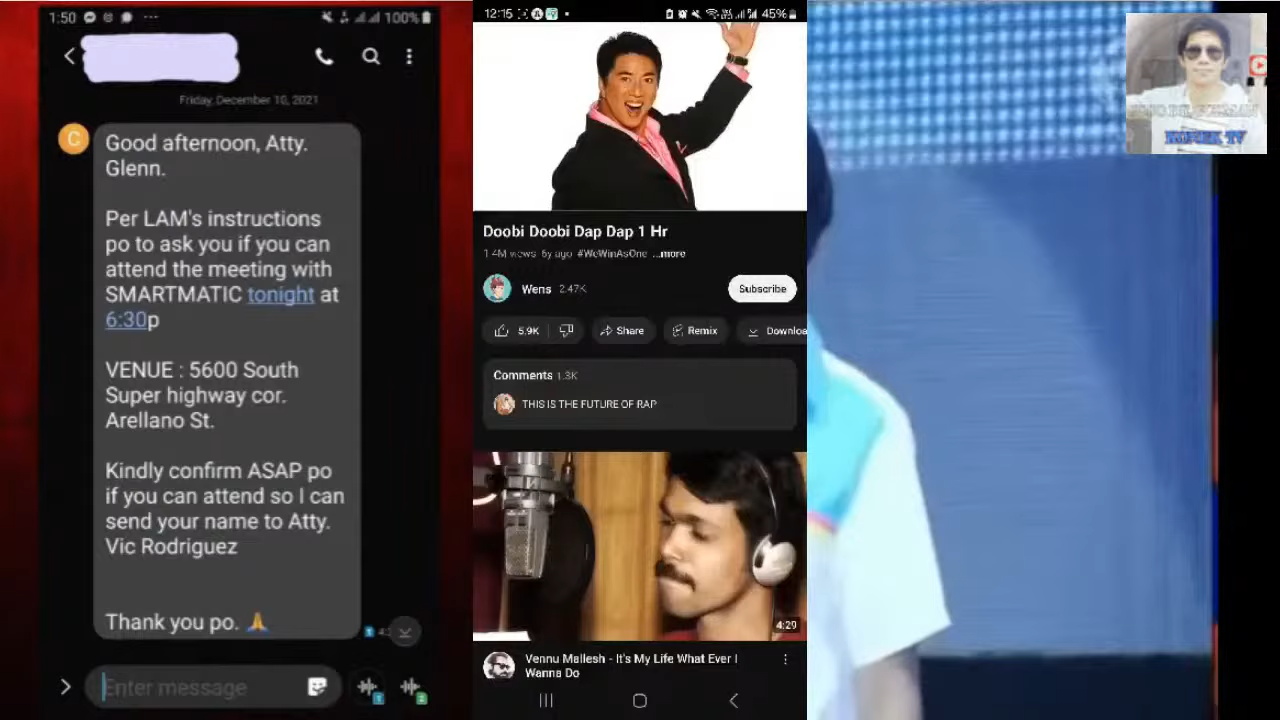 1:50
100%
Friday, December 10, 2021
C
Good afternoon, Atty.
Glenn.
Per LAM's instructions
po to ask you if you can
attend the meeting with
SMARTMATIC tonight at
6:30p
VENUE : 5600 South
Super highway cor.
Arellano St.
Kindly confirm ASAP po
if you can attend so I can
send your name to Atty.
Vic Rodriguez
Thank you po. 🙏
Enter message
12:15
45%
Doobi Doobi Dap Dap 1 Hr
1.4M views 6y ago #WeWinAsOne ...more
Wens 2.47K
Subscribe
5.9K
Share
Remix
Downloa
Comments 1.3K
THIS IS THE FUTURE OF RAP
4:29
Vennu Mallesh - It's My Life What Ever I
Wanna Do
TV